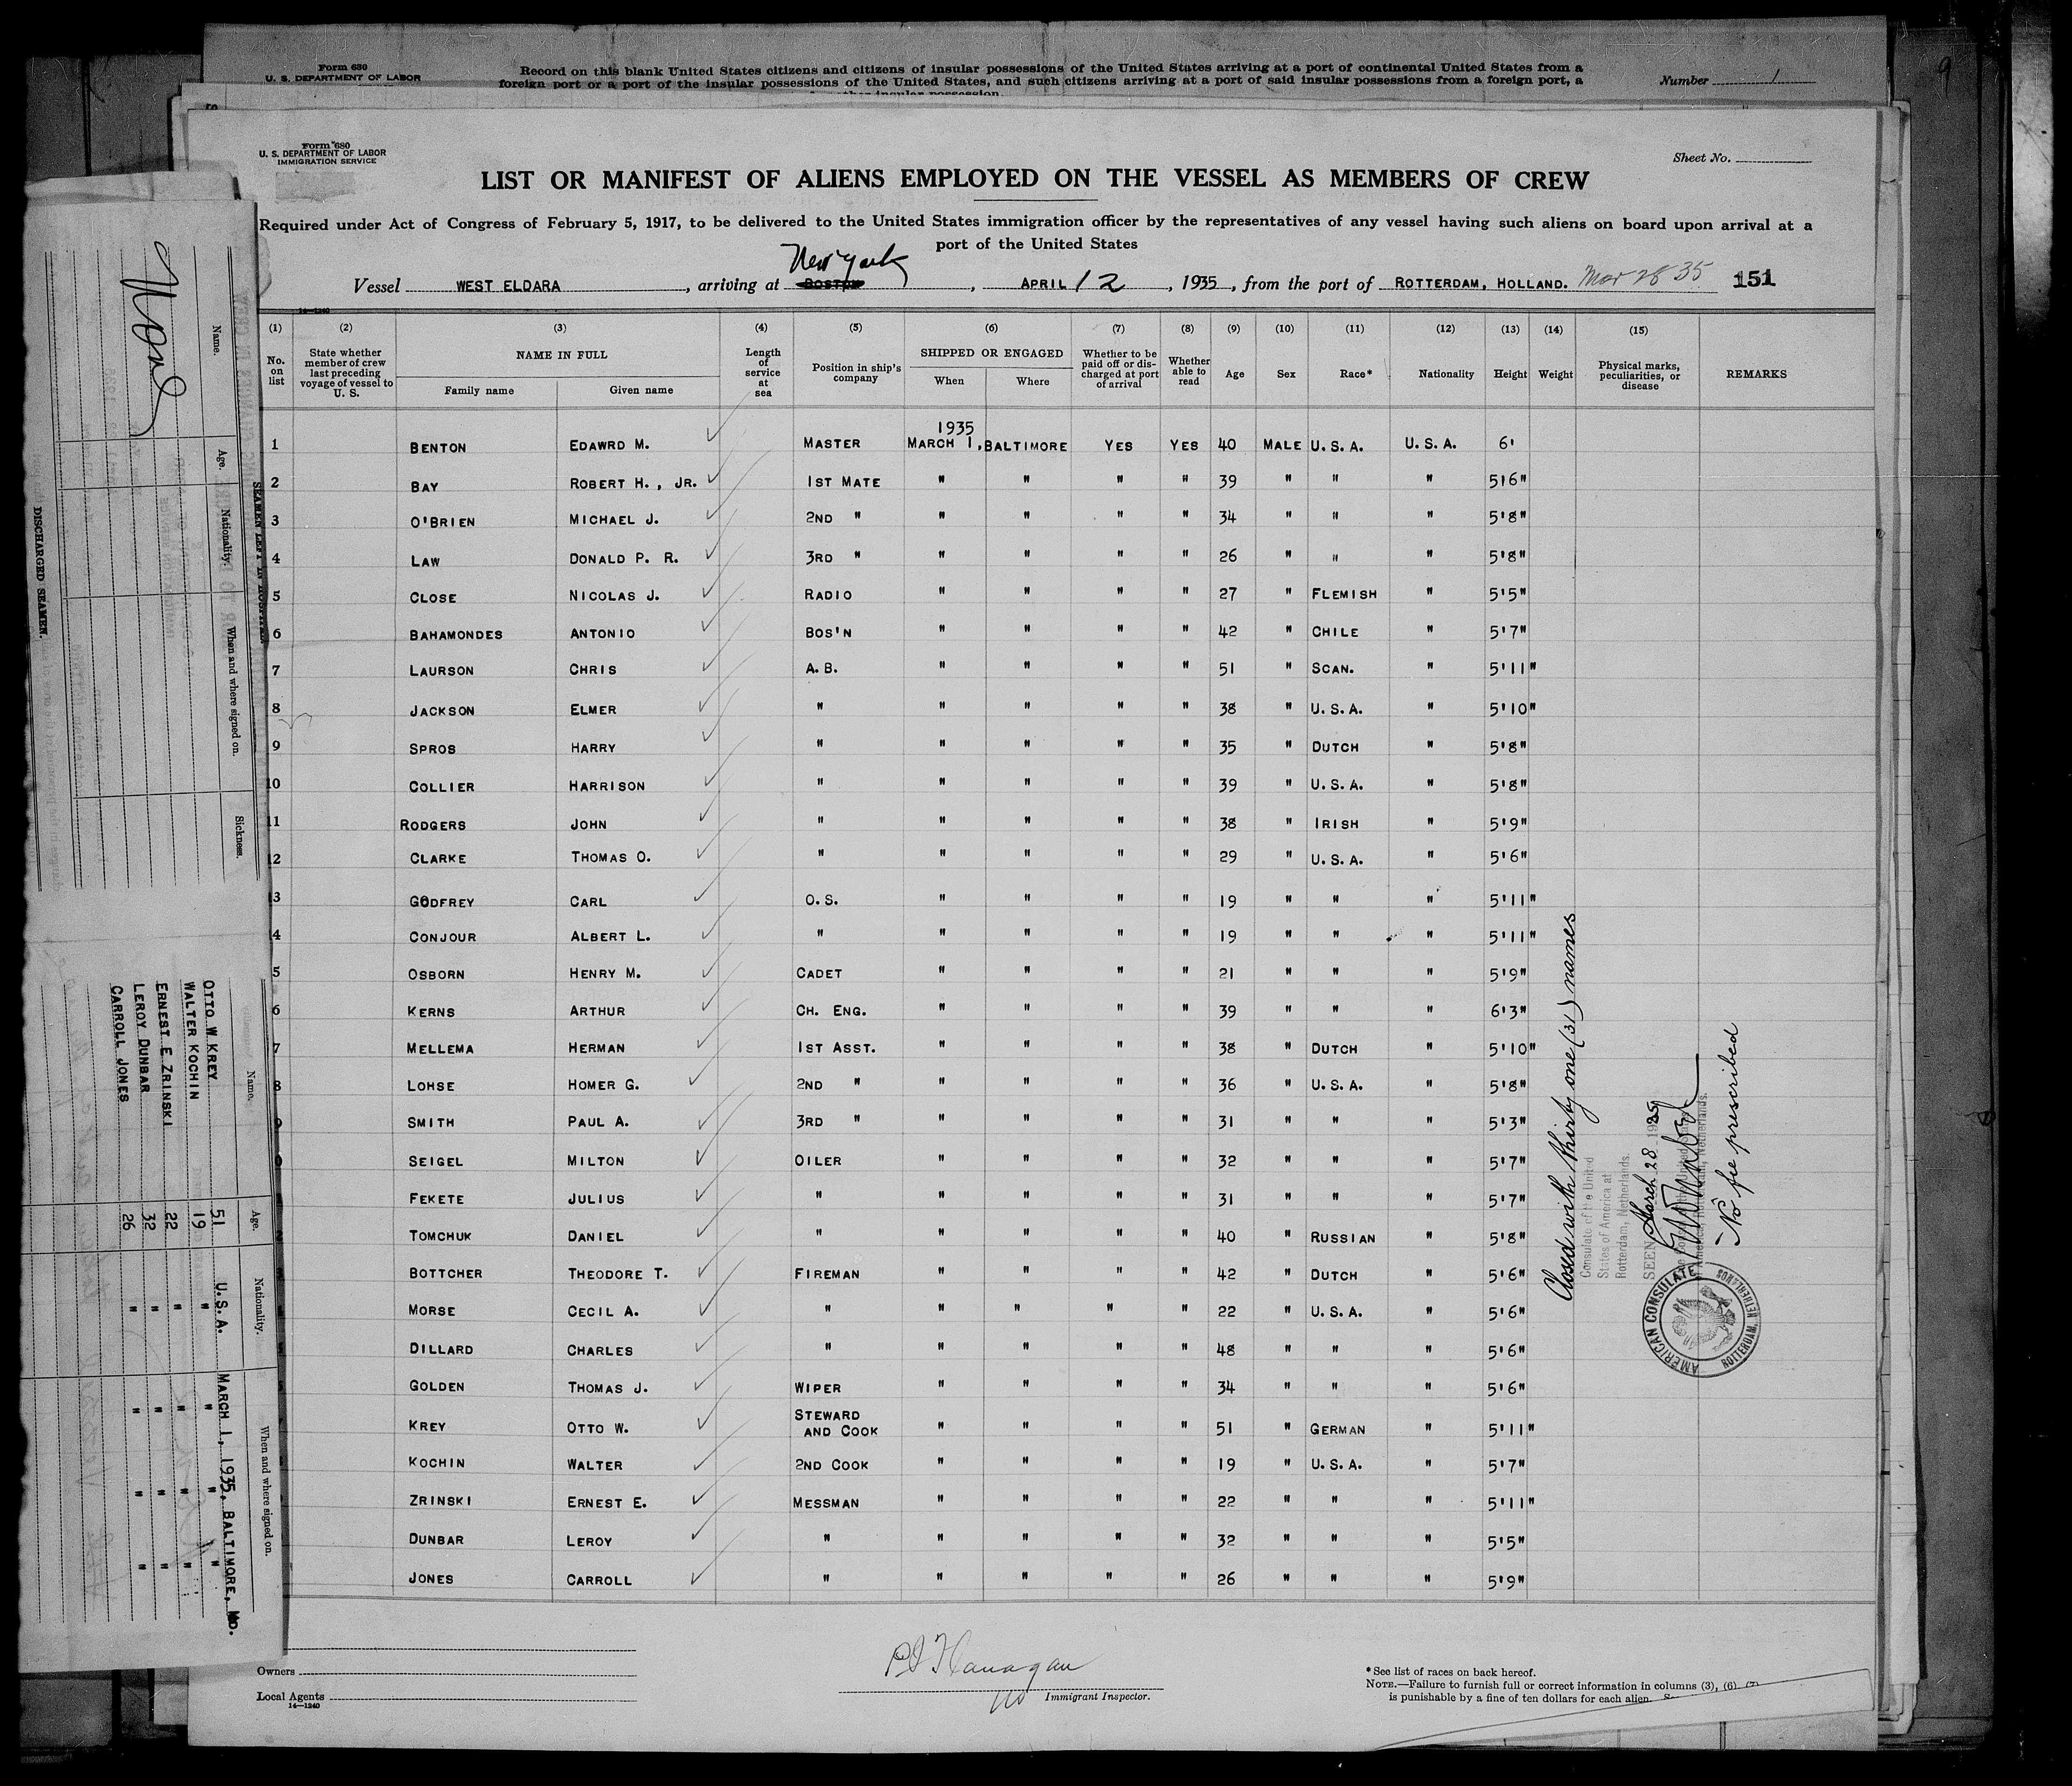 Form 630
U. S. DEPARTMENT OF LABOR
Record on this blank United States citizens and citizens of insular possessions of the United States arriving at a port of continental United States from a
foreign port or a port of the insular possessions of the United States, and such citizens arriving at a port of said insular possessions from a foreign port, a
Number 1
Form 680
U. S. DEPARTMENT OF LABOR
IMMIGRATION SERVICE
Sheet No.
LIST OR MANIFEST OF ALIENS EMPLOYED ON THE VESSEL AS MEMBERS OF CREW
Required under Act of Congress of February 5, 1917, to be delivered to the United States immigration officer by the representatives of any vessel having such aliens on board upon arrival at a
port of the United States
New York
Vessel WEST ELDARA, arriving at BOSTON, APRIL 12, 1935, from the port of ROTTERDAM, HOLLAND. Mar 28 35 151
14-1240
(1) (2) (3) (4) (5) (6) (7) (8) (9) (10) (11) (12) (13) (14) (15)
No. on list
State whether member of crew last preceding voyage of vessel to U. S.
NAME IN FULL
Family name
Given name
Length of service at sea
Position in ship's company
SHIPPED OR ENGAGED
When
Where
Whether to be paid off or discharged at port of arrival
Whether able to read
Age
Sex
Race*
Nationality
Height
Weight
Physical marks, peculiarities, or disease
REMARKS
1935
1 BENTON EDAWRD M. MASTER MARCH 1, BALTIMORE YES YES 40 MALE U.S.A. U.S.A. 6'
2 BAY ROBERT H., JR. 1ST MATE " " " " 39 " " " 5'6"
3 O'BRIEN MICHAEL J. 2ND " " " " " 34 " " " 5'8"
4 LAW DONALD P. R. 3RD " " " " " 26 " " " 5'8"
5 CLOSE NICOLAS J. RADIO " " " " 27 " FLEMISH " 5'5"
6 BAHAMONDES ANTONIO BOS'N " " " " 42 " CHILE " 5'7"
7 LAURSON CHRIS A.B. " " " " 51 " SCAN. " 5'11"
8 JACKSON ELMER " " " " " 38 " U.S.A. " 5'10"
9 SPROS HARRY " " " " " 35 " DUTCH " 5'8"
10 COLLIER HARRISON " " " " " 39 " U.S.A. " 5'8"
11 RODGERS JOHN " " " " " 38 " IRISH " 5'9"
12 CLARKE THOMAS O. " " " " " 29 " U.S.A. " 5'6"
3 GODFREY CARL O.S. " " " " 19 " " " 5'11"
4 CONJOUR ALBERT L. " " " " " 19 " " " 5'11"
5 OSBORN HENRY M. CADET " " " " 21 " " " 5'9"
6 KERNS ARTHUR CH. ENG. " " " " 39 " " " 6'3"
7 MELLEMA HERMAN 1ST ASST. " " " " 38 " DUTCH " 5'10"
8 LOHSE HOMER G. 2ND " " " " " 36 " U.S.A. " 5'8"
SMITH PAUL A. 3RD " " " " " 31 " " " 5'3"
SEIGEL MILTON OILER " " " " 32 " " " 5'7"
FEKETE JULIUS " " " " " 31 " " " 5'7"
TOMCHUK DANIEL " " " " " 40 " RUSSIAN " 5'8"
BOTTCHER THEODORE T. FIREMAN " " " " 42 " DUTCH " 5'6"
MORSE CECIL A. " " " " " 22 " U.S.A. " 5'6"
DILLARD CHARLES " " " " " 48 " " " 5'6"
GOLDEN THOMAS J. WIPER " " " " 34 " " " 5'6"
KREY OTTO W. STEWARD AND COOK " " " " 51 " GERMAN " 5'11"
KOCHIN WALTER 2ND COOK " " " " 19 " U.S.A. " 5'7"
ZRINSKI ERNEST E. MESSMAN " " " " 22 " " " 5'11"
DUNBAR LEROY " " " " " 32 " " " 5'5"
JONES CARROLL " " " " " 26 " " " 5'9"
Closed with thirty one (31) names
Consulate of the United
States of America at
Rotterdam, Netherlands.
SEEN March 28 1935
No fee prescribed
AMERICAN CONSULATE
ROTTERDAM, NETHERLANDS
Owners
Local Agents
14-1240
P J Flanagan
Immigrant Inspector.
*See list of races on back hereof.
NOTE.—Failure to furnish full or correct information in columns (3), (6), (7)
is punishable by a fine of ten dollars for each alien.
SEAMEN LEFT IN HOSPITAL
Name. Age. Nationality. When and where signed on. Sickness.
None
DISCHARGED SEAMEN.
Name. Age. Nationality. When and where signed on.
OTTO W KREY 51 U.S.A. MARCH 1, 1935, BALTIMORE, MD.
WALTER KOCHIN 19 " " " "
ERNEST E ZRINSKI 22 " " " "
LEROY DUNBAR 32 " " " "
CARROLL JONES 26 " " " "